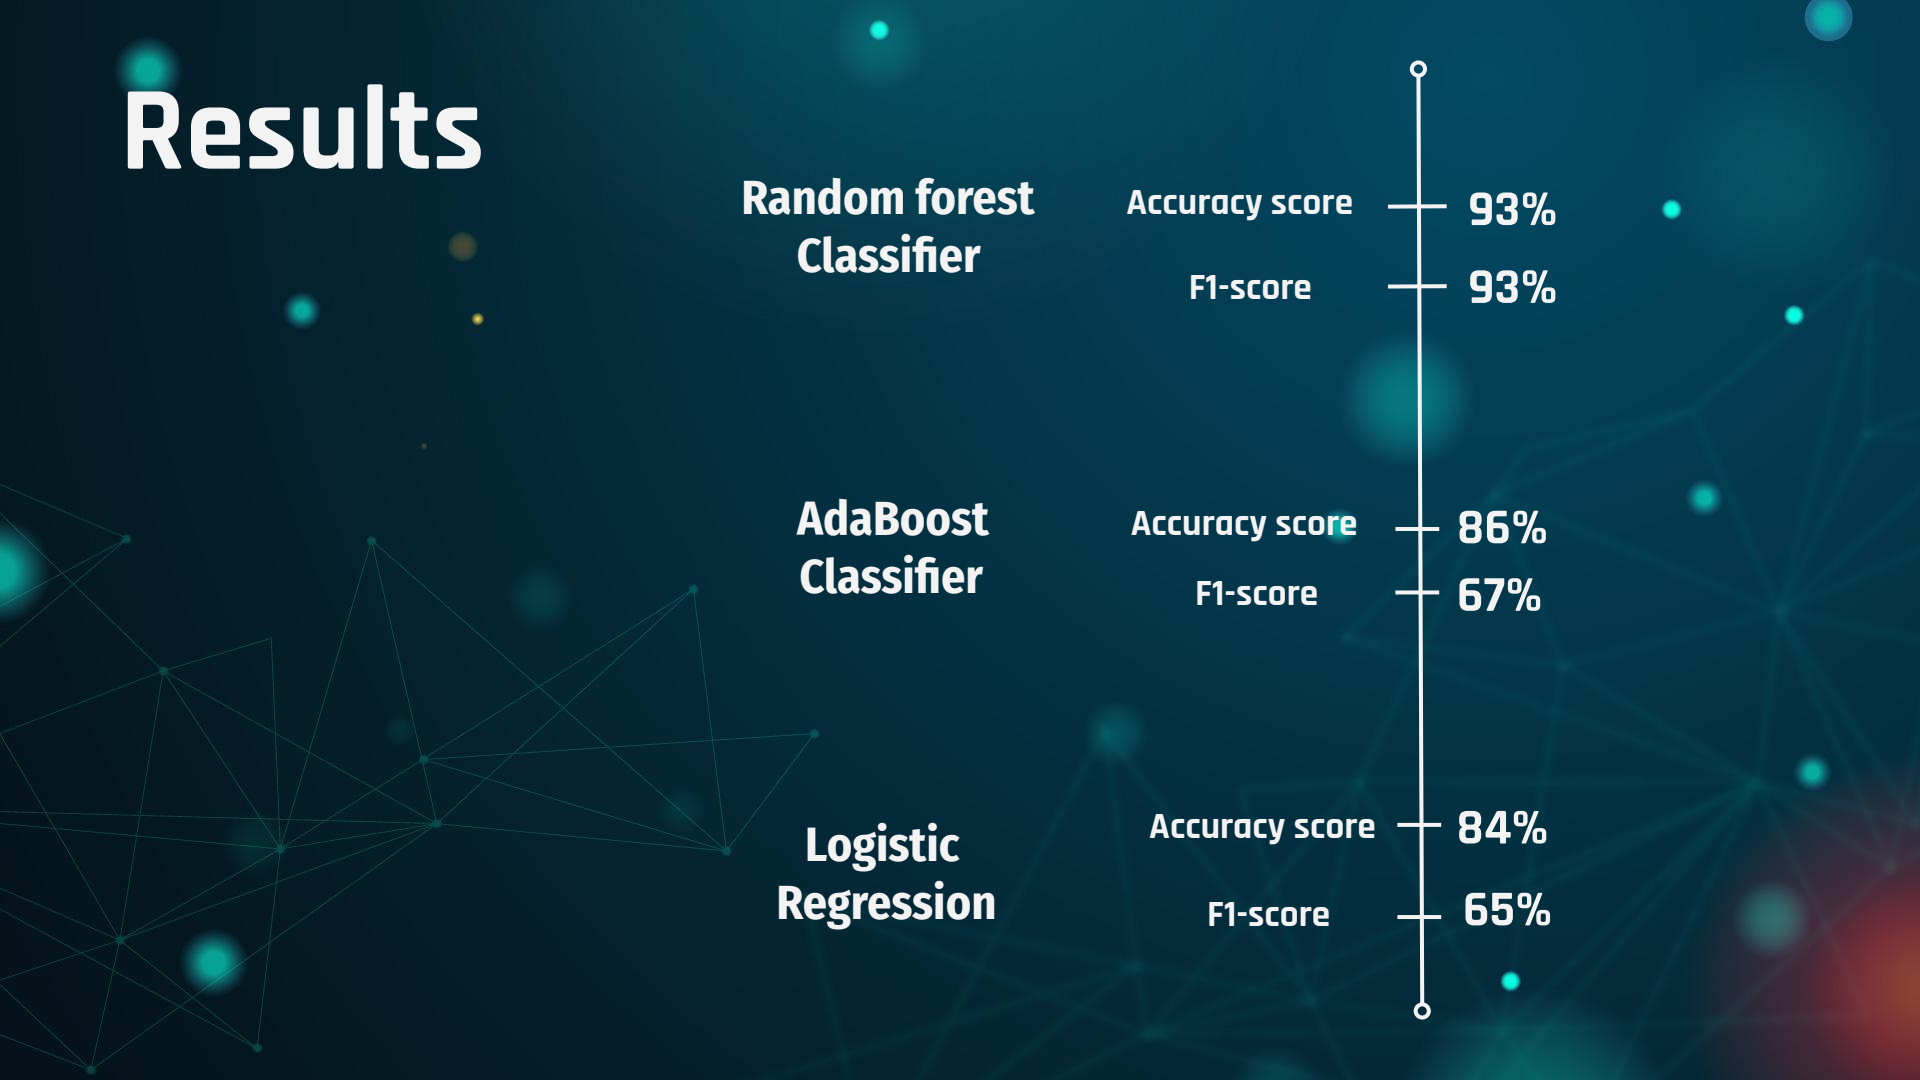 Results
Random forest
Classifier
Accuracy score 93%
F1-score 93%
AdaBoost
Classifier
Accuracy score 86%
F1-score 67%
Logistic
Regression
Accuracy score 84%
F1-score 65%